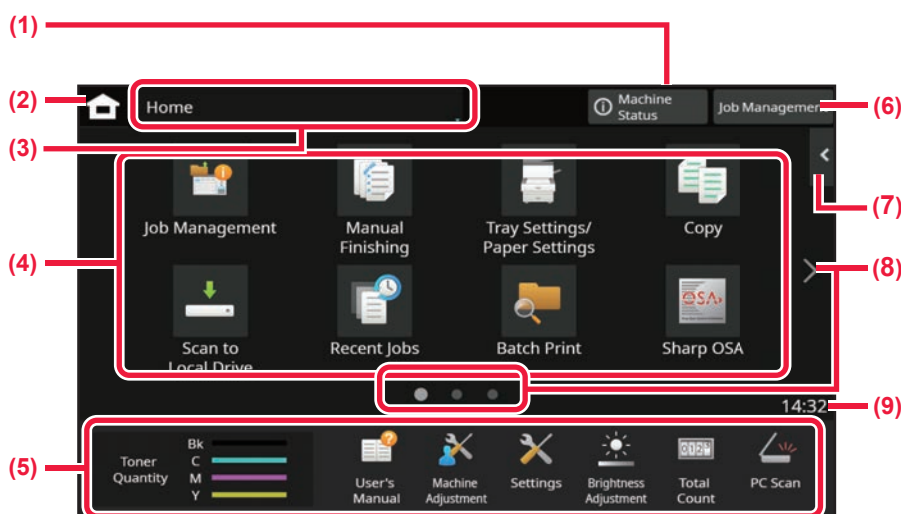 (1)
(2)
Home
Machine
Status
Job Managemen
(6)
(3)
(7)
Job Management
Manual
Finishing
Tray Settings/
Paper Settings
Copy
(4)
(8)
OSA
Scan to
Local Drive
Recent Jobs
Batch Print
Sharp OSA
14:32
(9)
(5)
Toner
Quantity
Bk
C
M
Y
User's
Manual
Machine
Adjustment
Settings
Brightness
Adjustment
Total
Count
PC Scan